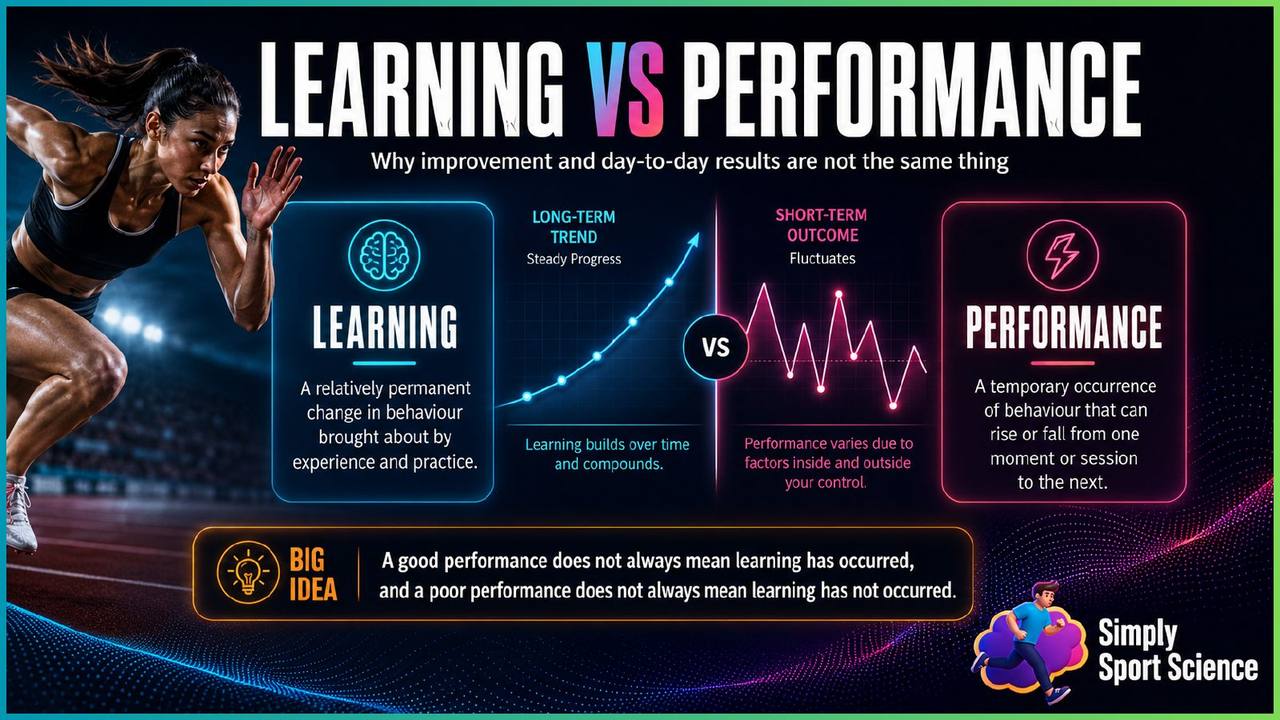 LEARNING VS PERFORMANCE
Why improvement and day-to-day results are not the same thing
LEARNING
A relatively permanent
change in behaviour
brought about by
experience and practice.
LONG-TERM
TREND
Steady Progress
Learning builds over time
and compounds.
VS
SHORT-TERM
OUTCOME
Fluctuates
Performance varies due to
factors inside and outside
your control.
PERFORMANCE
A temporary occurrence
of behaviour that can
rise or fall from one
moment or session
to the next.
BIG
IDEA
A good performance does not always mean learning has occurred,
and a poor performance does not always mean learning has not occurred.
Simply
Sport Science